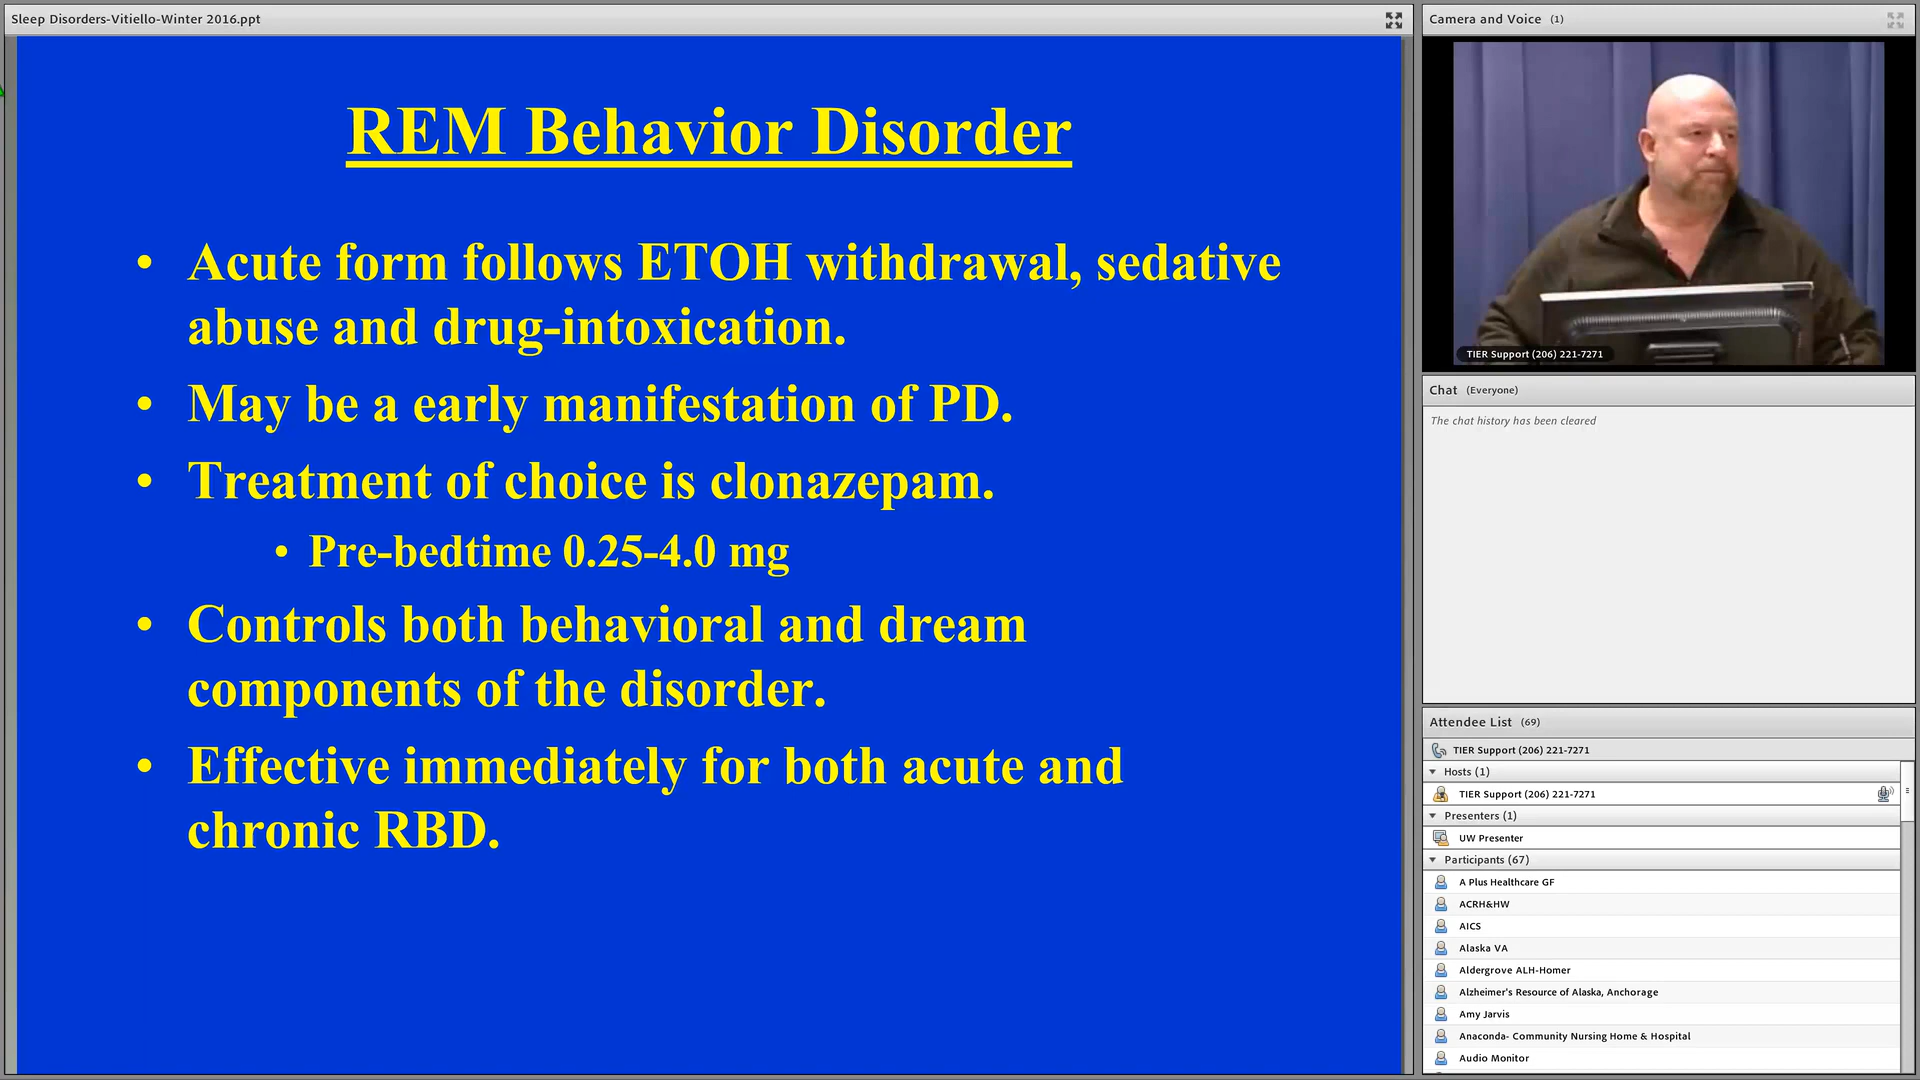 Sleep Disorders-Vitiello-Winter 2016.ppt
REM Behavior Disorder
• Acute form follows ETOH withdrawal, sedative
abuse and drug-intoxication.
• May be a early manifestation of PD.
• Treatment of choice is clonazepam.
• Pre-bedtime 0.25-4.0 mg
• Controls both behavioral and dream
components of the disorder.
• Effective immediately for both acute and
chronic RBD.
Camera and Voice (1)
TIER Support (206) 221-7271
Chat (Everyone)
The chat history has been cleared
Attendee List (69)
TIER Support (206) 221-7271
Hosts (1)
TIER Support (206) 221-7271
Presenters (1)
UW Presenter
Participants (67)
A Plus Healthcare GF
ACRH&HW
AICS
Alaska VA
Aldergrove ALH-Homer
Alzheimer's Resource of Alaska, Anchorage
Amy Jarvis
Anaconda- Community Nursing Home & Hospital
Audio Monitor